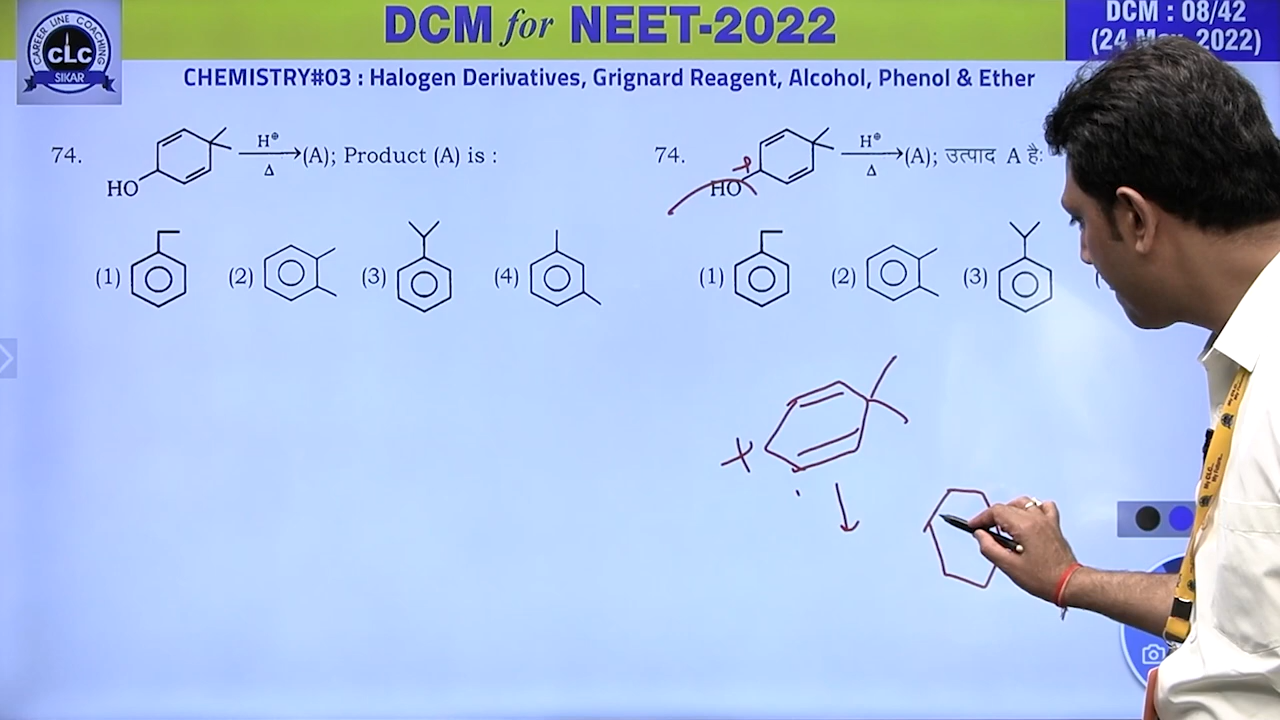 CAREER LINE COACHING
CLC
SIKAR
DCM for NEET-2022
DCM : 08/42
(24 May, 2022)
CHEMISTRY#03 : Halogen Derivatives, Grignard Reagent, Alcohol, Phenol & Ether
74. HO H⊕ Δ (A); Product (A) is :
(1) (2) (3) (4)
74. HO H⊕ Δ (A); उत्पाद A है:
(1) (2) (3) (